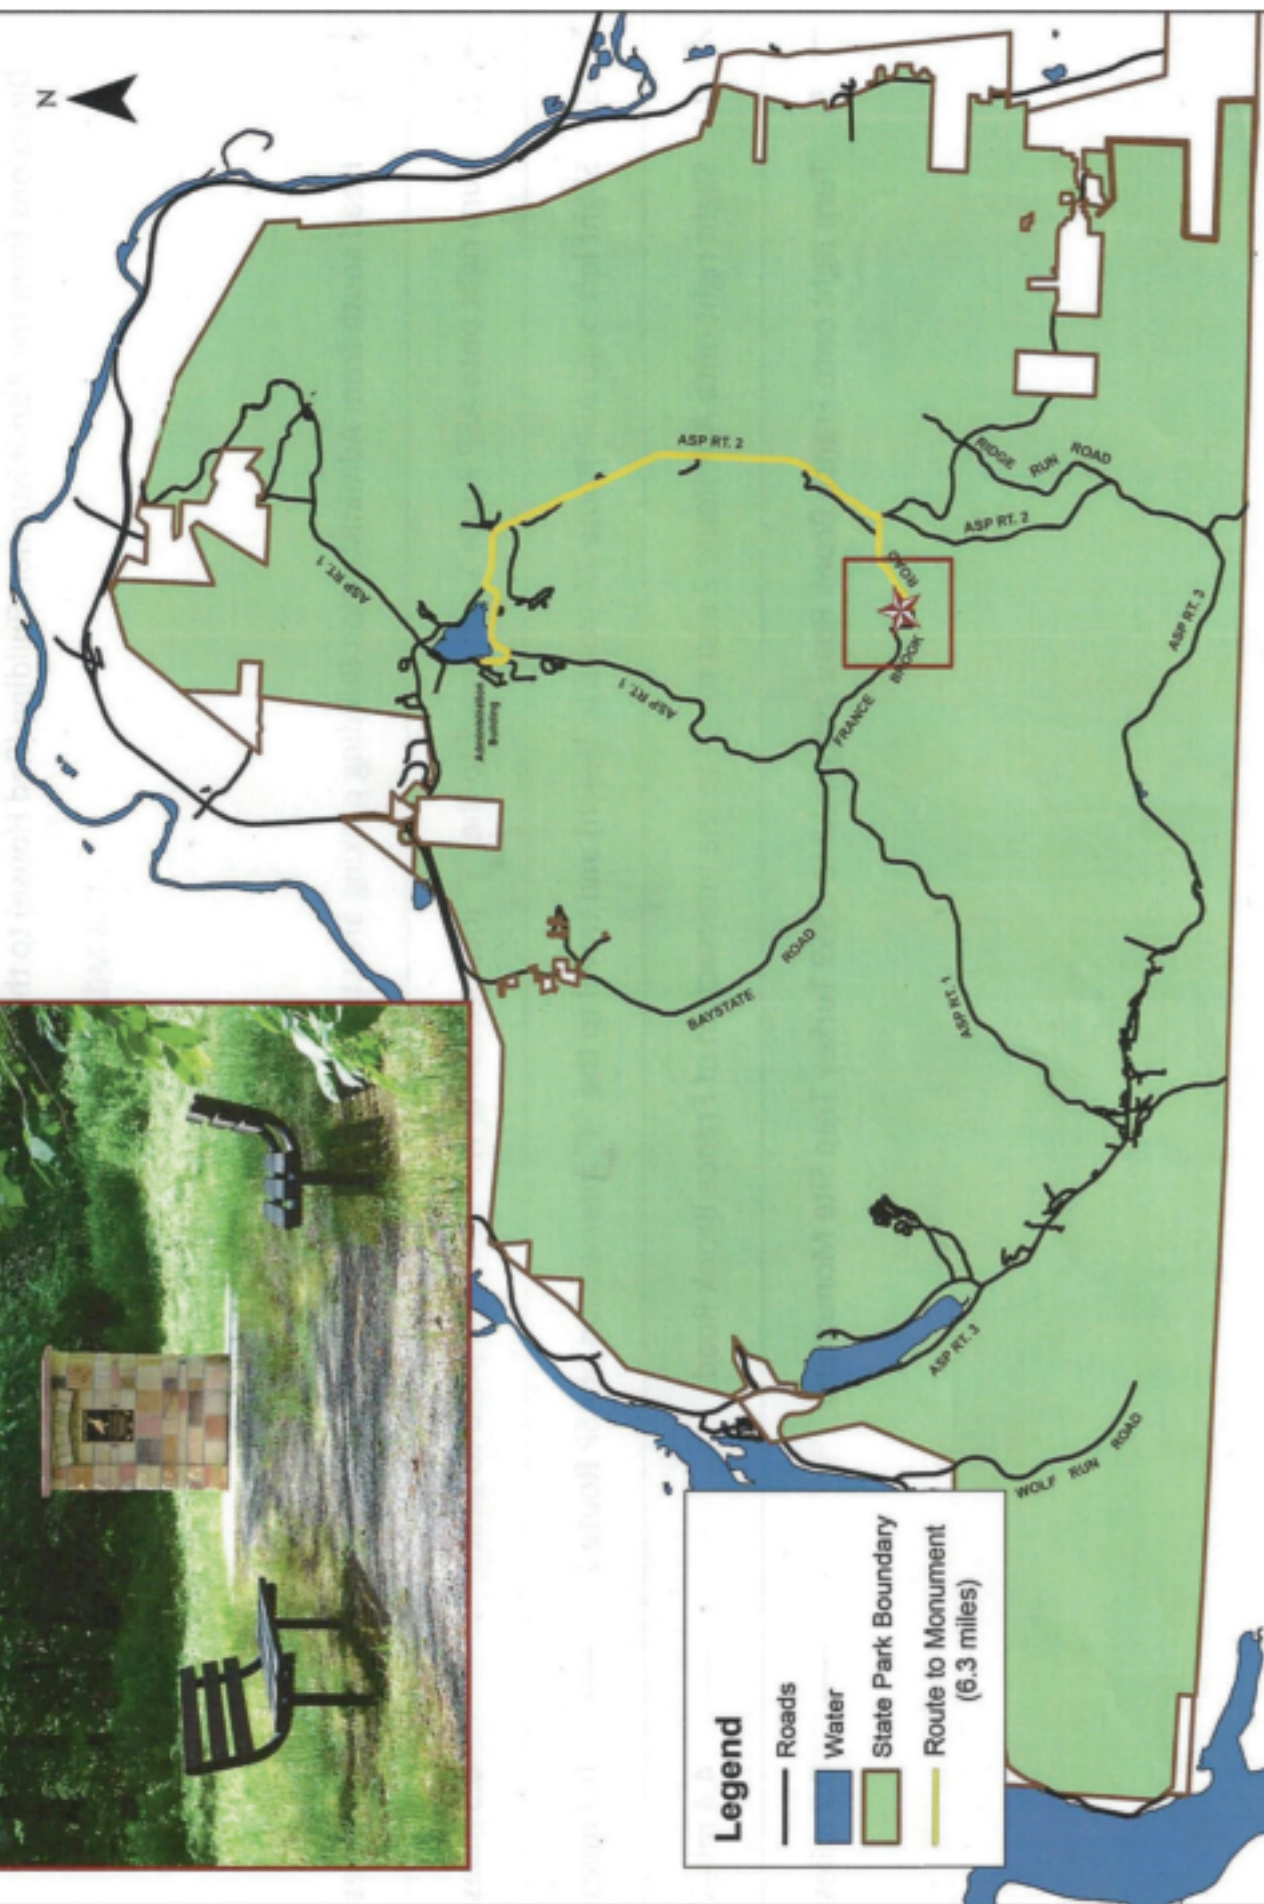 N
ASP RT. 2
RIDGE RUN ROAD
ASP RT. 2
ASP RT. 1
ASP RT. 3
FRANCE BROOK ROAD
Administration
Building
ASP RT. 1
BAYSTATE ROAD
ASP RT. 1
ASP RT. 3
WOLF RUN ROAD
Legend
Roads
Water
State Park Boundary
Route to Monument
(6.3 miles)